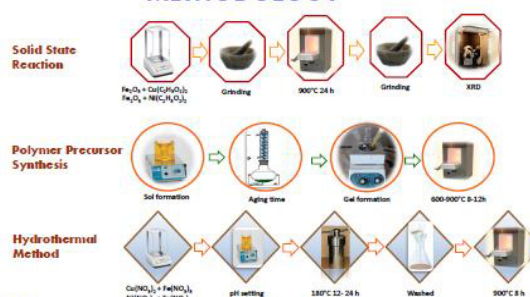 Solid State
Reaction
Fe₂O₃ + Cu(C₂H₃O₂)₂
Fe₂O₃ + Ni(C₂H₃O₂)₂
Grinding
900°C 24 h
Grinding
XRD
Polymer Precursor
Synthesis
Sol formation
Aging time
Gel formation
600-900°C 8-12h
Hydrothermal
Method
Cu(NO₃)₂ + Fe(NO₃)₃
pH setting
180°C 12- 24 h
Washed
900°C 8 h